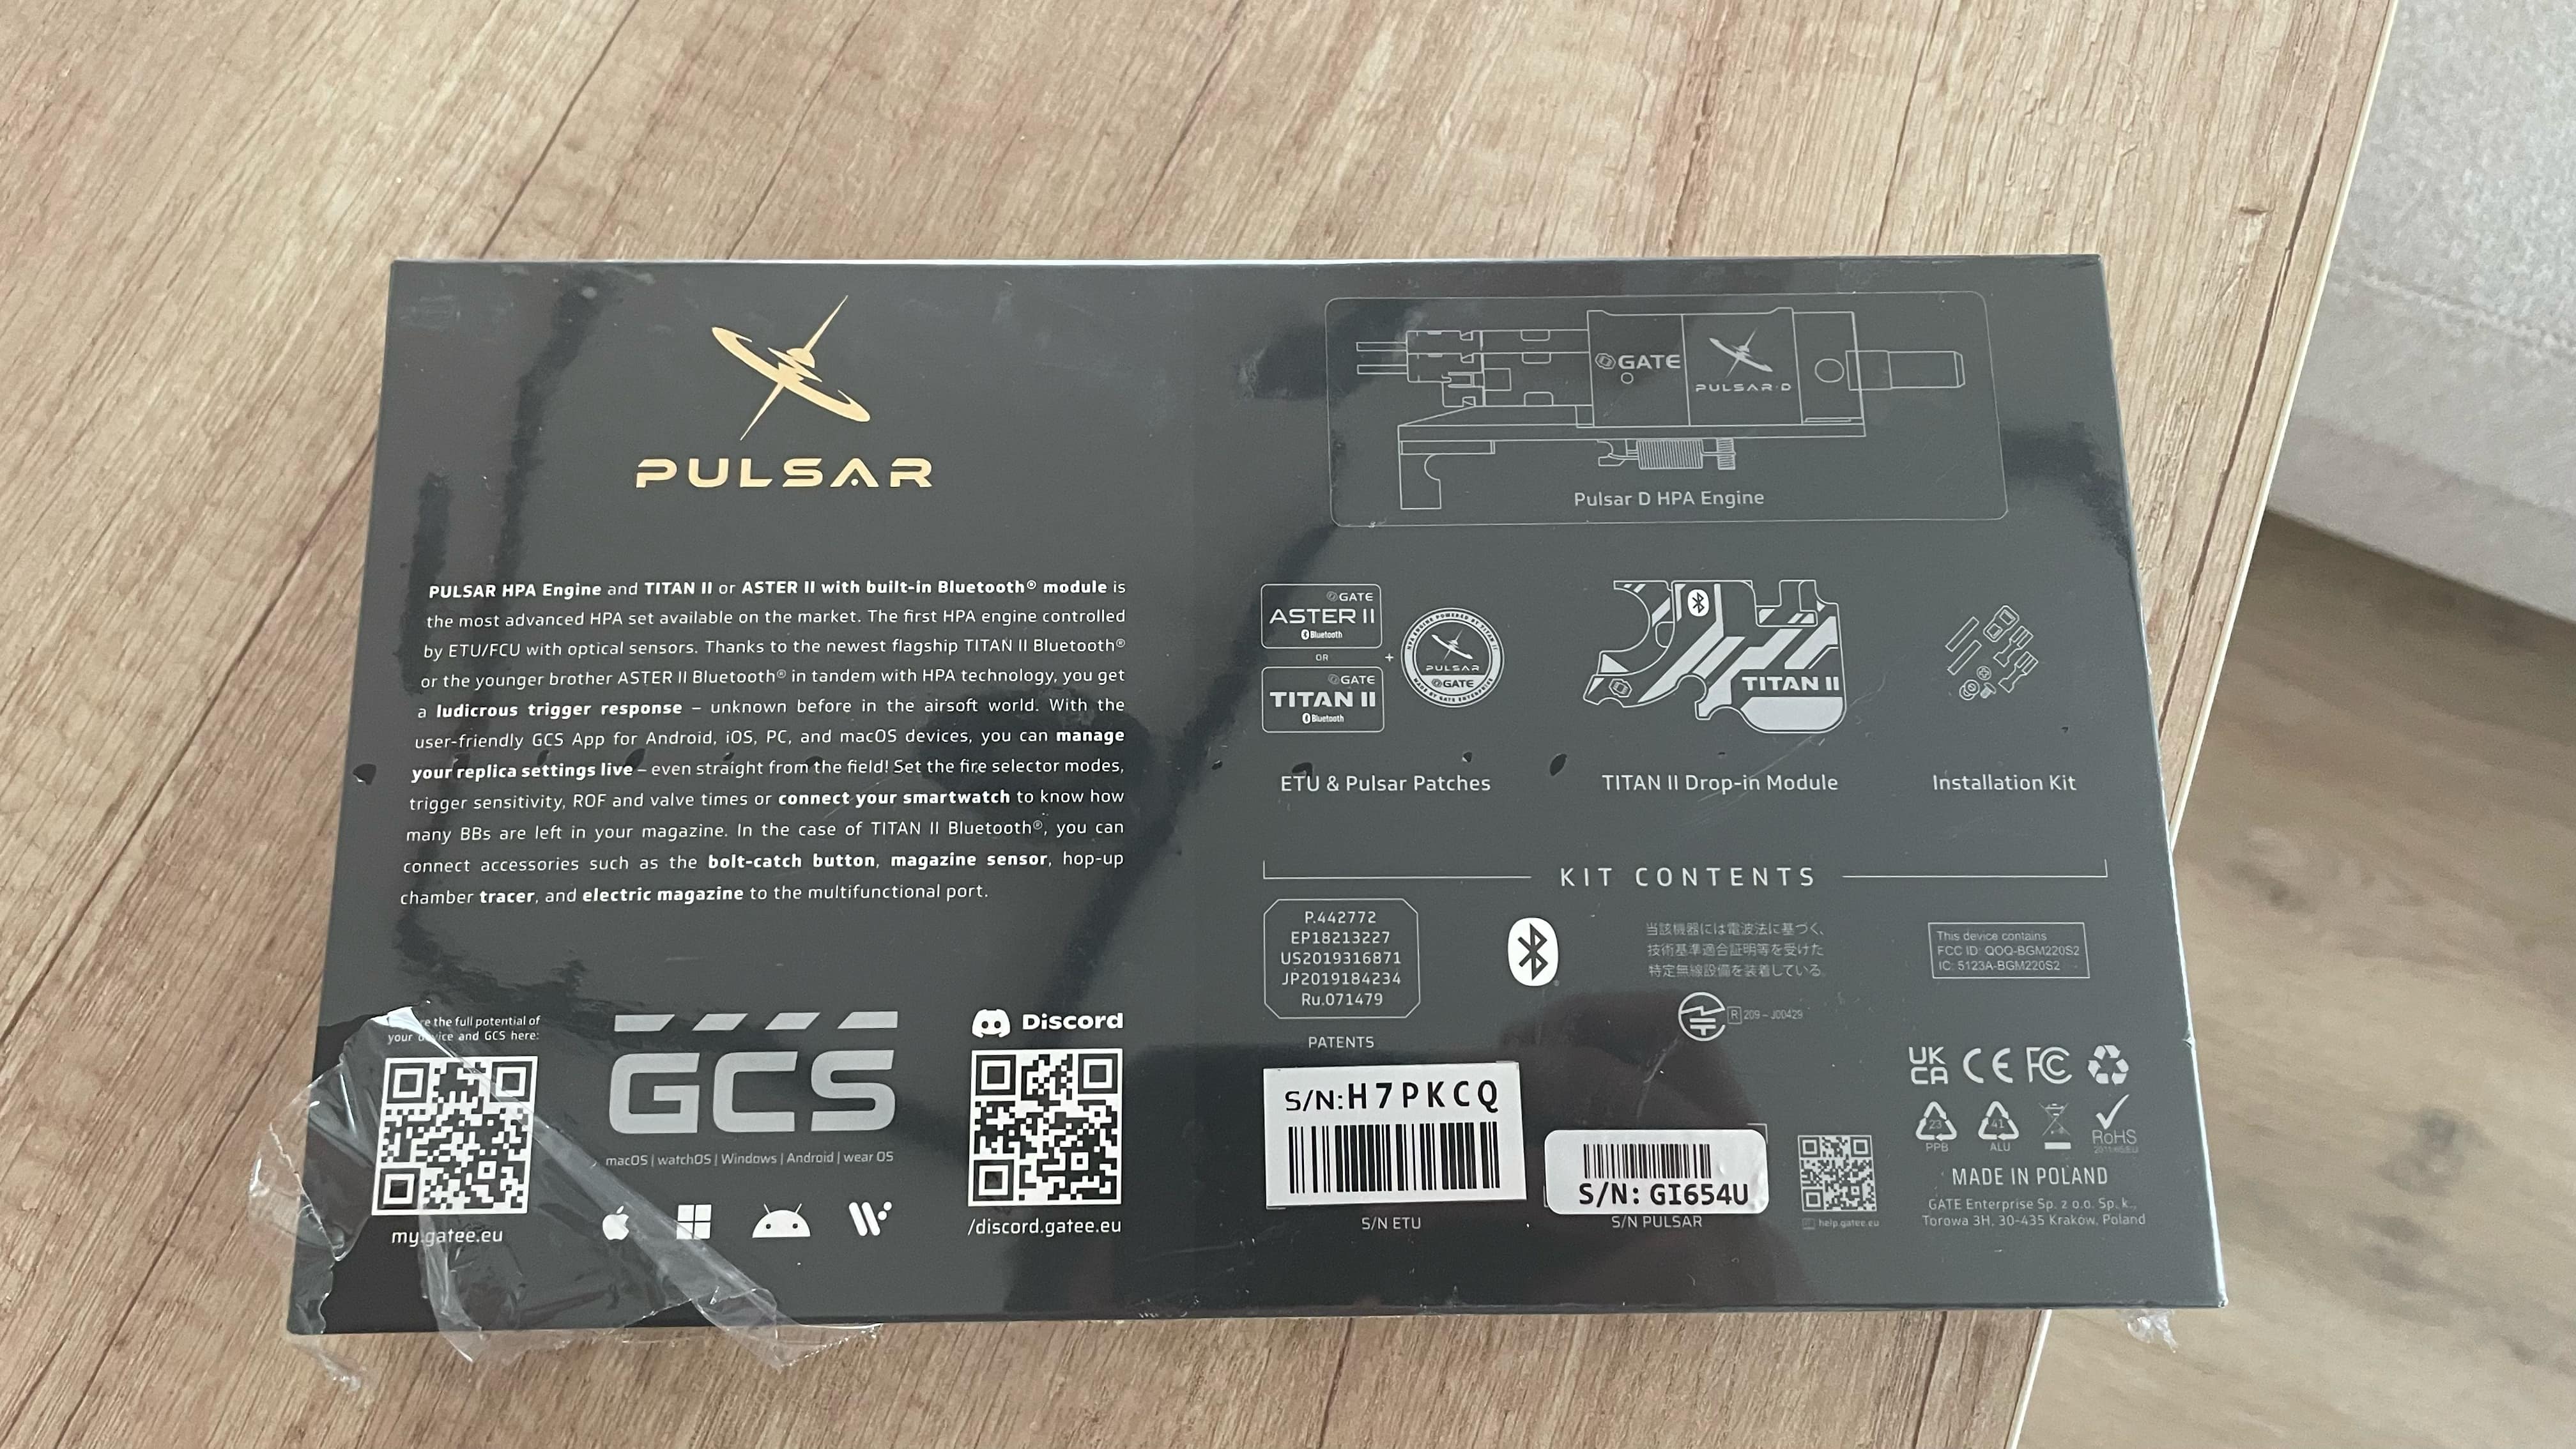 PULSAR
PULSAR HPA Engine and TITAN II or ASTER II with built-in Bluetooth® module is
the most advanced HPA set available on the market. The first HPA engine controlled
by ETU/FCU with optical sensors. Thanks to the newest flagship TITAN II Bluetooth®
or the younger brother ASTER II Bluetooth® in tandem with HPA technology, you get
a ludicrous trigger response – unknown before in the airsoft world. With the
user-friendly GCS App for Android, iOS, PC, and macOS devices, you can manage
your replica settings live – even straight from the field! Set the fire selector modes,
trigger sensitivity, ROF and valve times or connect your smartwatch to know how
many BBs are left in your magazine. In the case of TITAN II Bluetooth®, you can
connect accessories such as the bolt-catch button, magazine sensor, hop-up
chamber tracer, and electric magazine to the multifunctional port.
the full potential of
your device and GCS here:
my.gatee.eu
GCS
macOS | watchOS | Windows | Android | wear OS
Discord
/discord.gatee.eu
GATE
PULSAR D
Pulsar D HPA Engine
GATE
ASTER II
Bluetooth
OR
GATE
TITAN II
Bluetooth
+
PULSAR
GATE
ETU & Pulsar Patches
TITAN II
TITAN II Drop-in Module
Installation Kit
KIT CONTENTS
P.442772
EP18213227
US2019316871
JP2019184234
Ru.071479
PATENTS
当該機器には電波法に基づく、
技術基準適合証明等を受けた
特定無線設備を装着している。
R 209 - J00429
This device contains
FCC ID: QOQ-BGM220S2
IC: 5123A-BGM220S2
S/N:H7PKCQ
S/N ETU
S/N: GI654U
S/N PULSAR
help.gatee.eu
UK CA CE FC
23 PPB
41 ALU
RoHS
MADE IN POLAND
GATE Enterprise Sp. z o.o. Sp. k.,
Torowa 3H, 30-435 Kraków, Poland